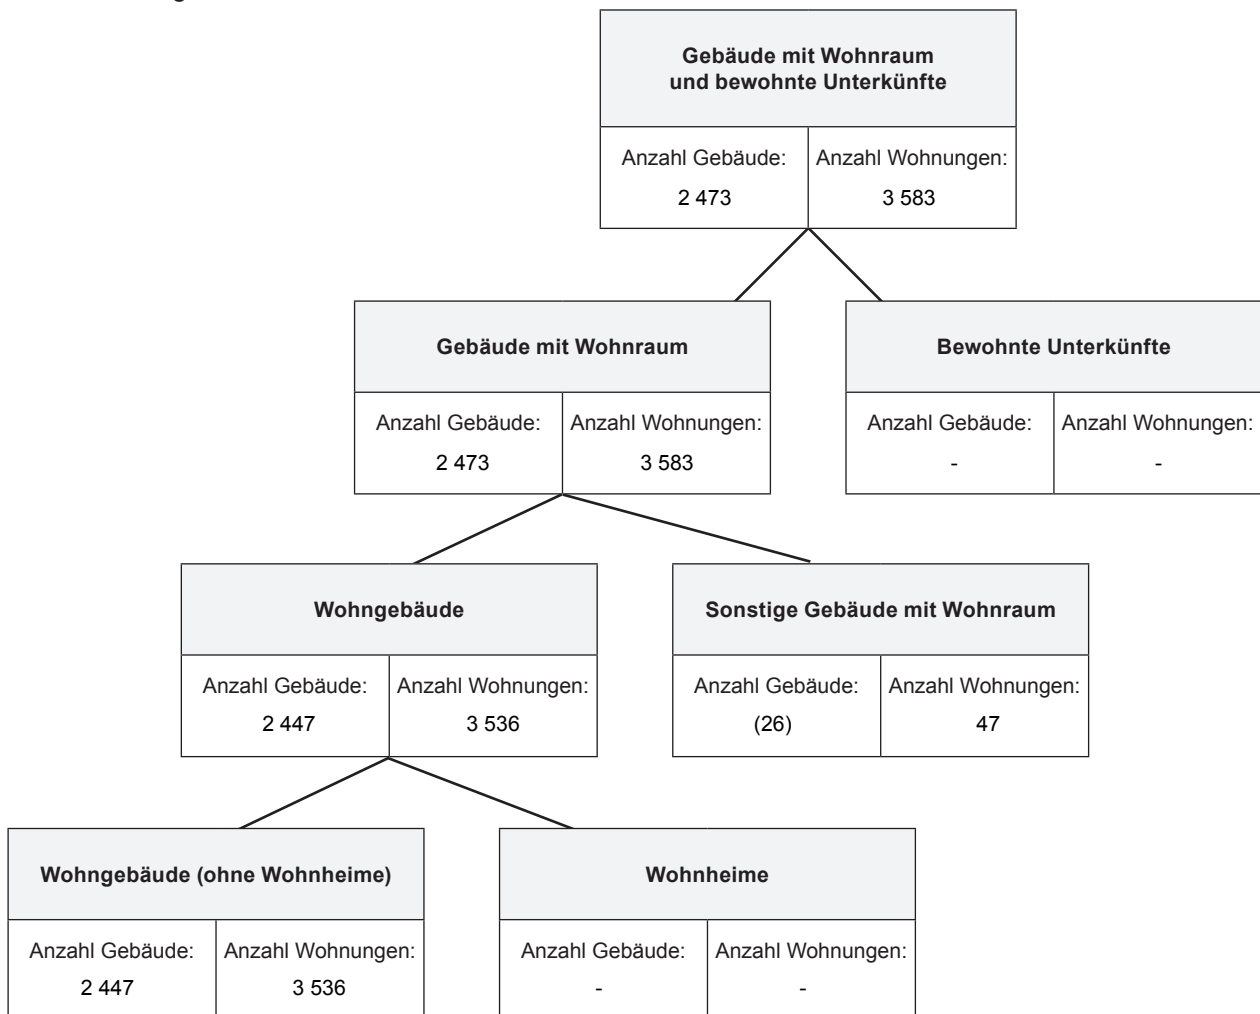 Gebäude mit Wohnraum
und bewohnte Unterkünfte
Anzahl Gebäude: Anzahl Wohnungen:
2 473 3 583
Gebäude mit Wohnraum Bewohnte Unterkünfte
Anzahl Gebäude: Anzahl Wohnungen: Anzahl Gebäude: Anzahl Wohnungen:
2 473 3 583 - -
Wohngebäude Sonstige Gebäude mit Wohnraum
Anzahl Gebäude: Anzahl Wohnungen: Anzahl Gebäude: Anzahl Wohnungen:
2 447 3 536 (26) 47
Wohngebäude (ohne Wohnheime) Wohnheime
Anzahl Gebäude: Anzahl Wohnungen: Anzahl Gebäude: Anzahl Wohnungen:
2 447 3 536 - -